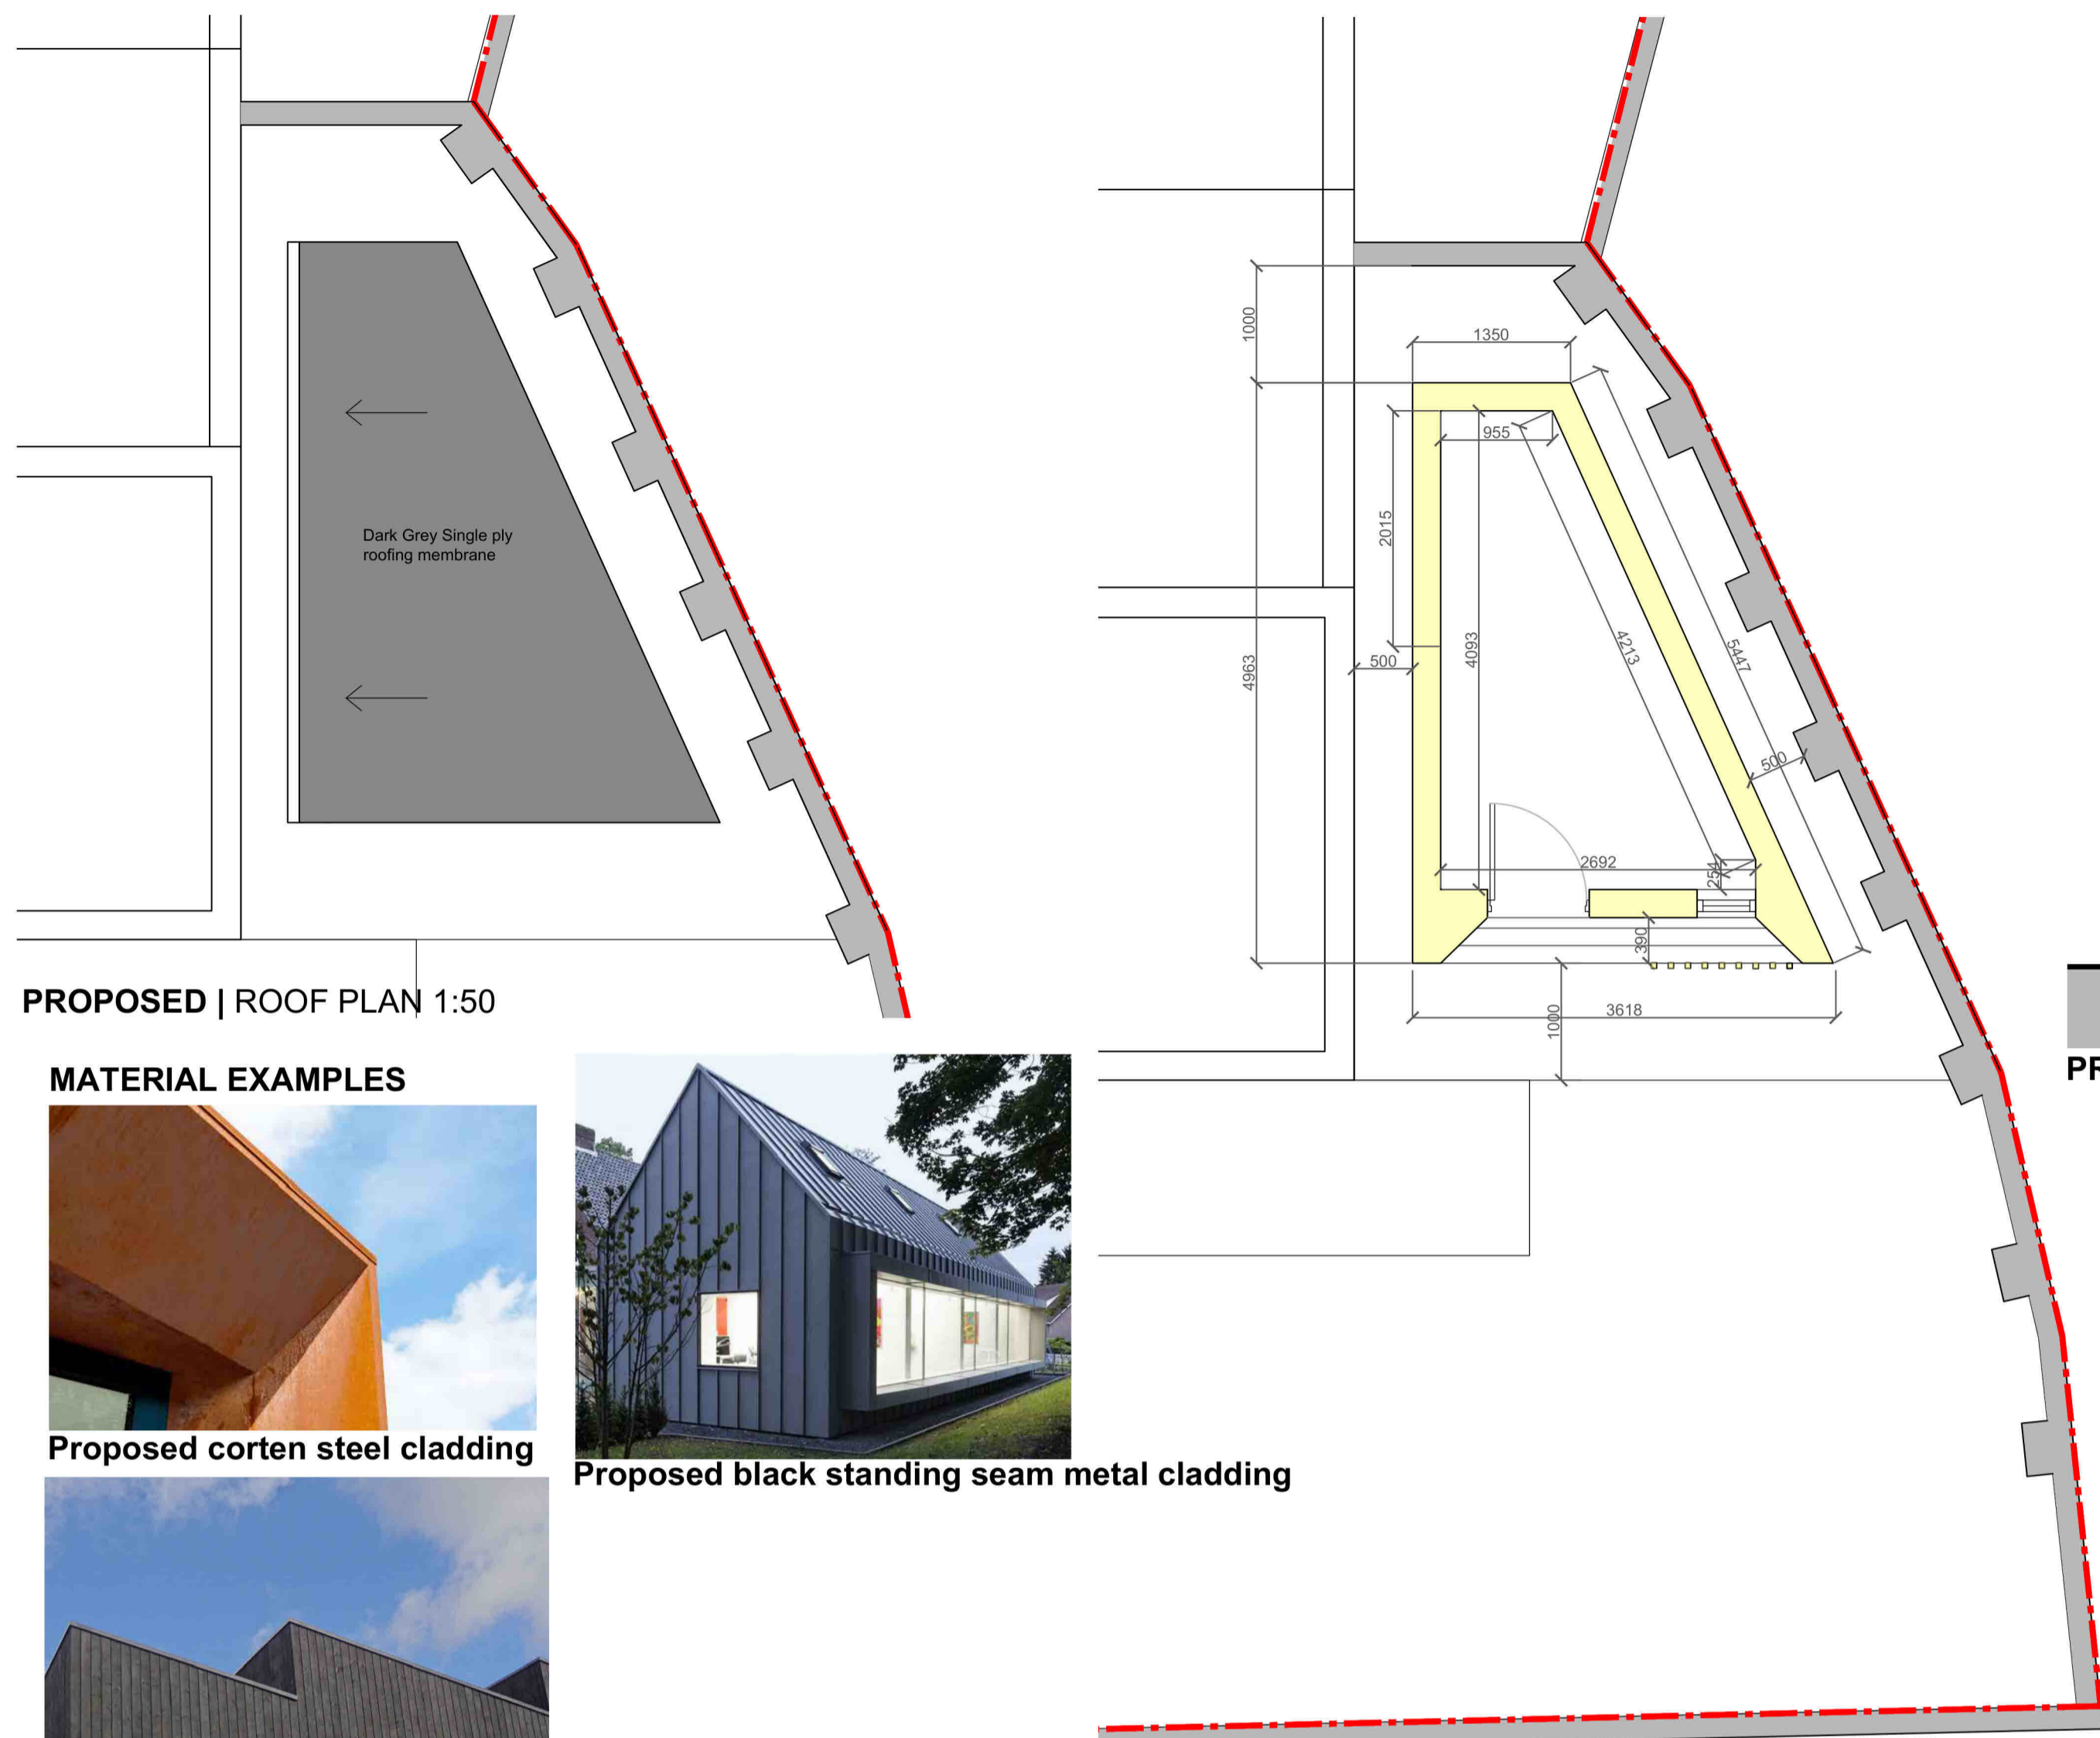 Dark Grey Single ply
roofing membrane
PROPOSED | ROOF PLAN 1:50
MATERIAL EXAMPLES
Proposed corten steel cladding
Proposed black standing seam metal cladding
1000
1350
955
2015
4093
4213
5447
500
4963
500
2692
254
390
1000
3618
PR